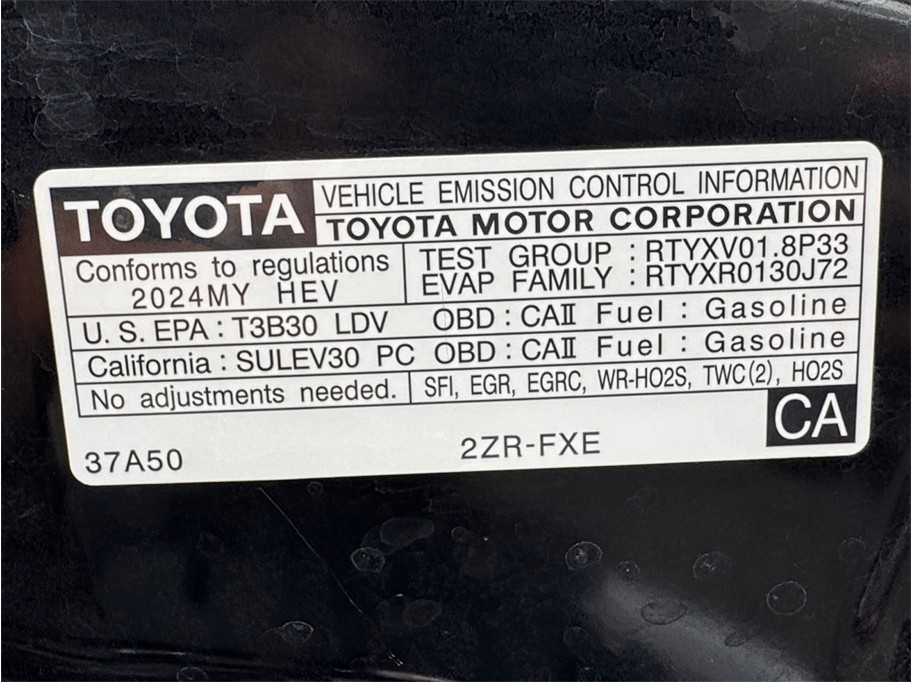 TOYOTA
VEHICLE EMISSION CONTROL INFORMATION
TOYOTA MOTOR CORPORATION
Conforms to regulations
2024MY HEV
TEST GROUP : RTYXV01.8P33
EVAP FAMILY : RTYXR0130J72
U. S. EPA : T3B30 LDV OBD : CAⅡ Fuel : Gasoline
California : SULEV30 PC OBD : CAⅡ Fuel : Gasoline
No adjustments needed.
SFI, EGR, EGRC, WR-HO2S, TWC(2), HO2S
37A50
2ZR-FXE
CA